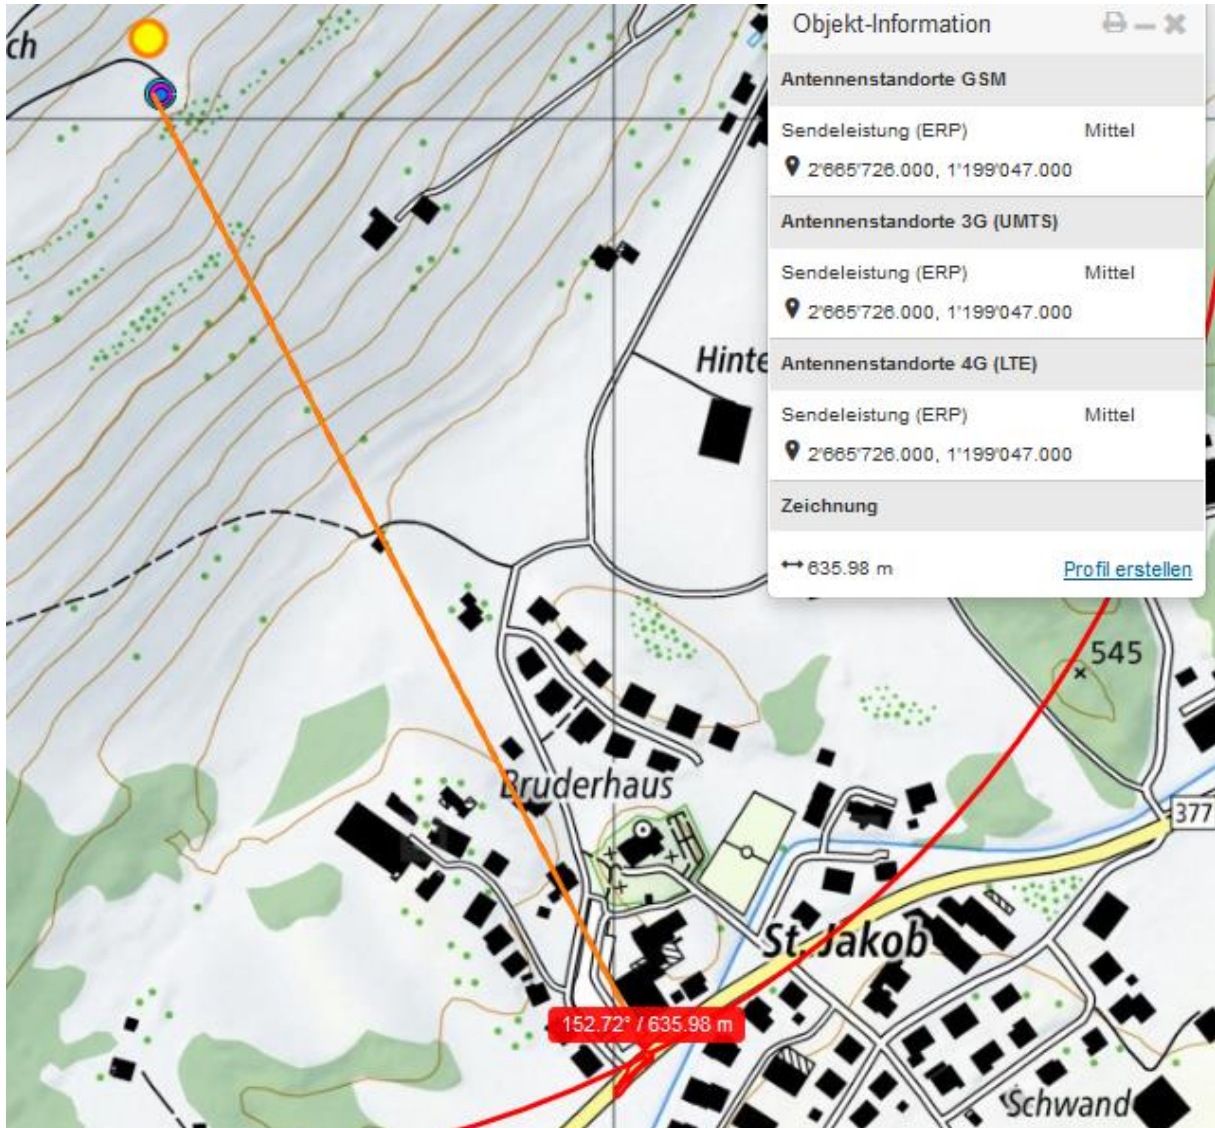 ch
Objekt-Information
Antennenstandorte GSM
Sendeleistung (ERP) Mittel
2'665'726.000, 1'199'047.000
Antennenstandorte 3G (UMTS)
Sendeleistung (ERP) Mittel
2'665'726.000, 1'199'047.000
Hinte
Antennenstandorte 4G (LTE)
Sendeleistung (ERP) Mittel
2'665'726.000, 1'199'047.000
Zeichnung
635.98 m Profil erstellen
545
Bruderhaus
377
St. Jakob
152.72° / 635.98 m
Schwand